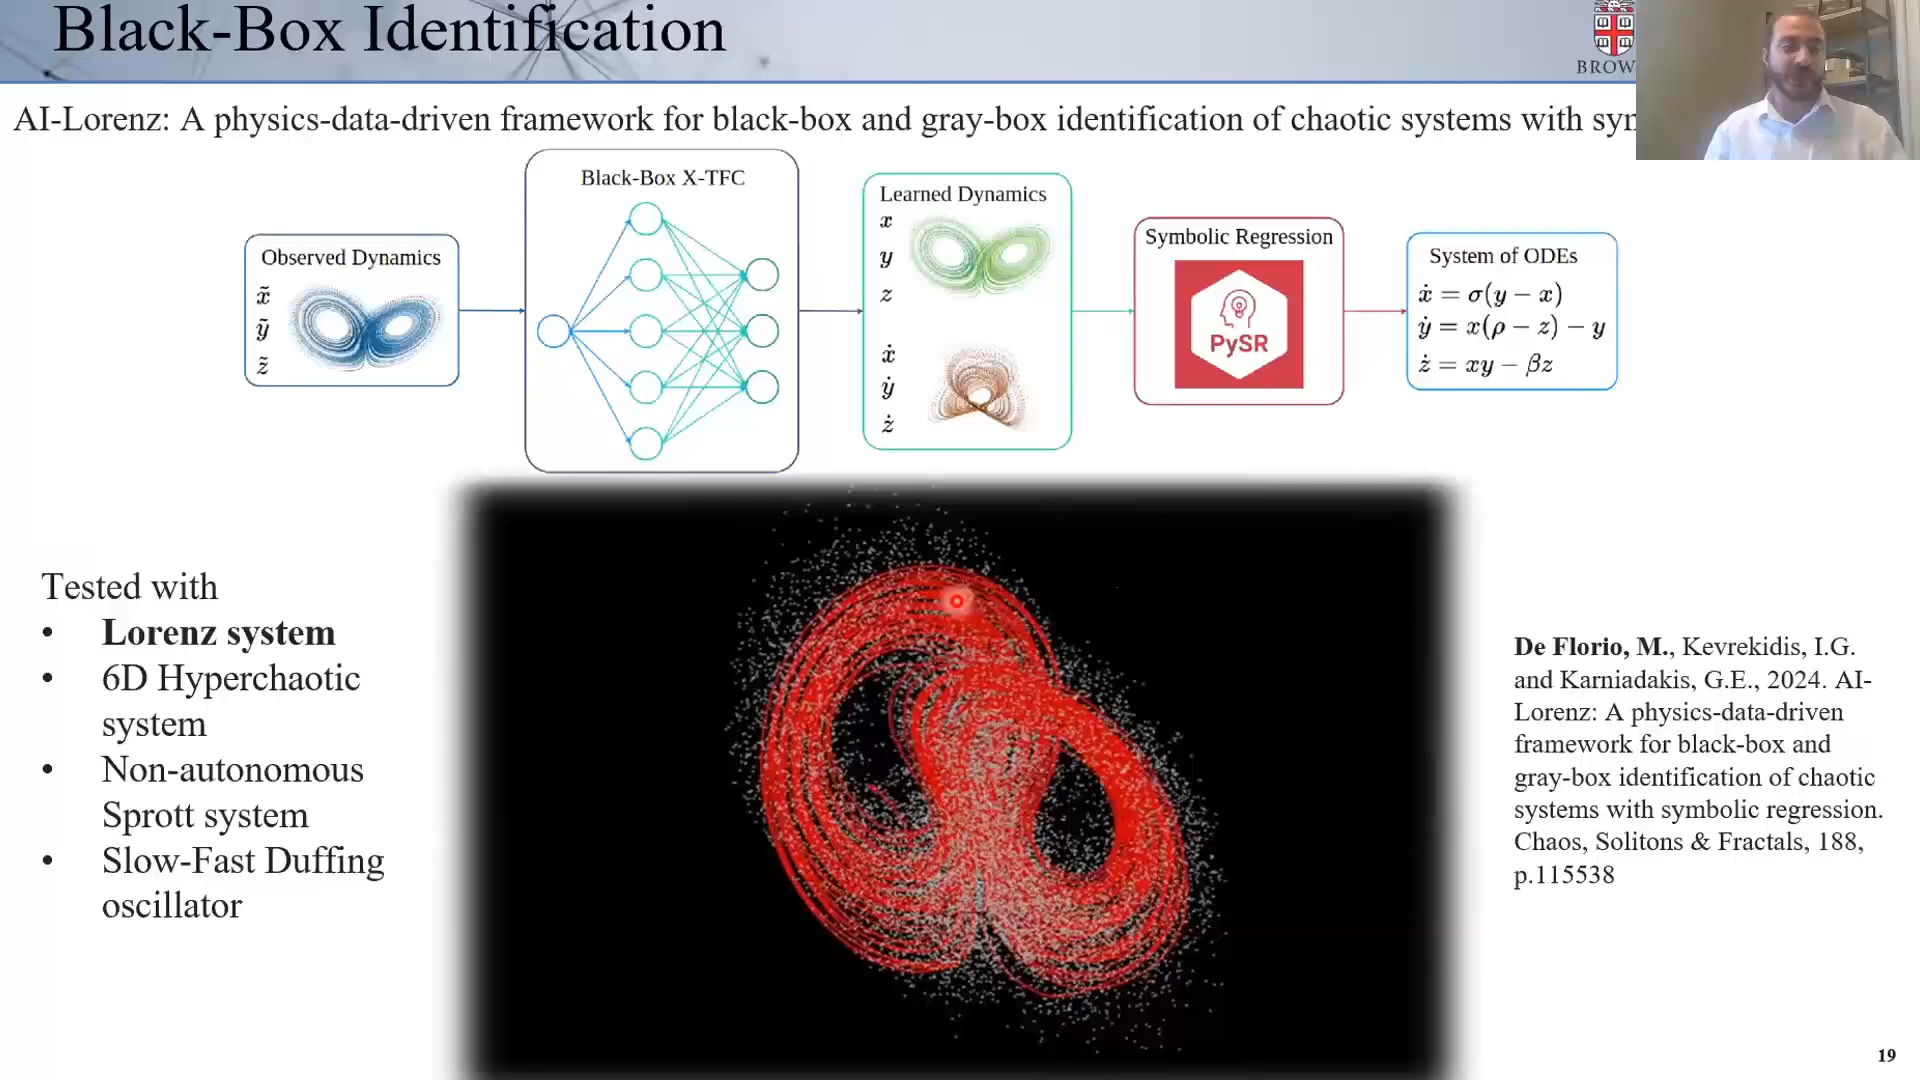 Black-Box Identification
BROW
AI-Lorenz: A physics-data-driven framework for black-box and gray-box identification of chaotic systems with sym
Observed Dynamics
x̃
ỹ
z̃
Black-Box X-TFC
Learned Dynamics
x
y
z
ẋ
ẏ
ż
Symbolic Regression
PySR
System of ODEs
ẋ = σ(y − x)
ẏ = x(ρ − z) − y
ż = xy − βz
Tested with
• Lorenz system
• 6D Hyperchaotic
system
• Non-autonomous
Sprott system
• Slow-Fast Duffing
oscillator
De Florio, M., Kevrekidis, I.G.
and Karniadakis, G.E., 2024. AI-
Lorenz: A physics-data-driven
framework for black-box and
gray-box identification of chaotic
systems with symbolic regression.
Chaos, Solitons & Fractals, 188,
p.115538
19